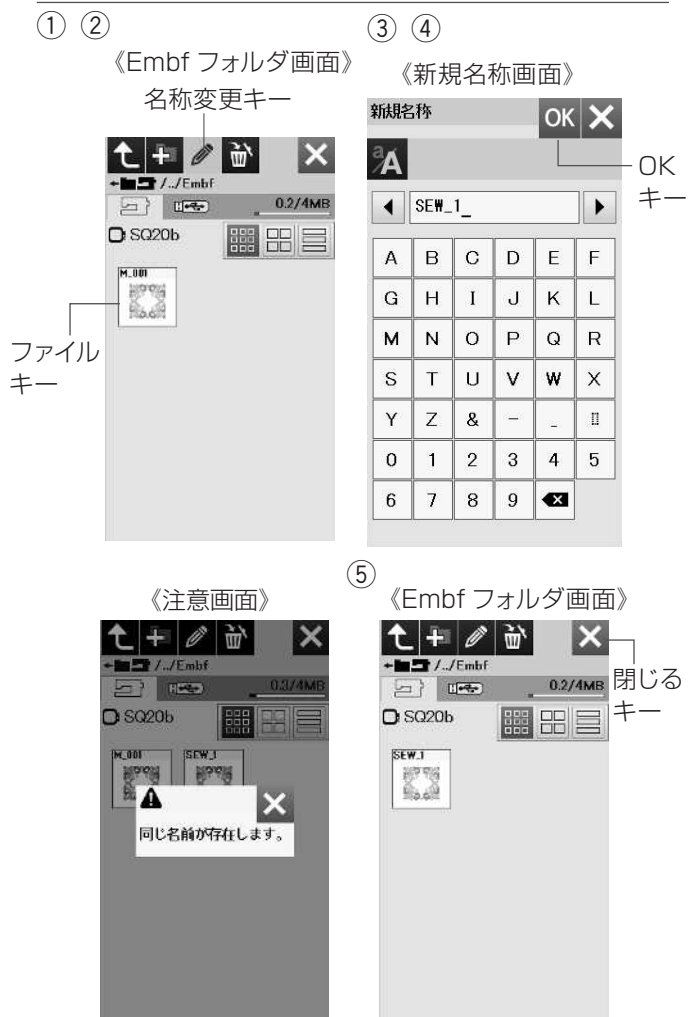 ① ②
《Embf フォルダ画面》
名称変更キー
/../Embf
0.2/4MB
SQ20b
M_001
ファイル
キー
③ ④
《新規名称画面》
新規名称
OK
a/A
OK
キー
SEW_1_
A B C D E F
G H I J K L
M N O P Q R
S T U V W X
Y Z & - _
0 1 2 3 4 5
6 7 8 9
《注意画面》
/../Embf
0.3/4MB
SQ20b
M_001 SEW_1
同じ名前が存在します。
⑤
《Embf フォルダ画面》
/../Embf
0.2/4MB
閉じる
キー
SQ20b
SEW_1